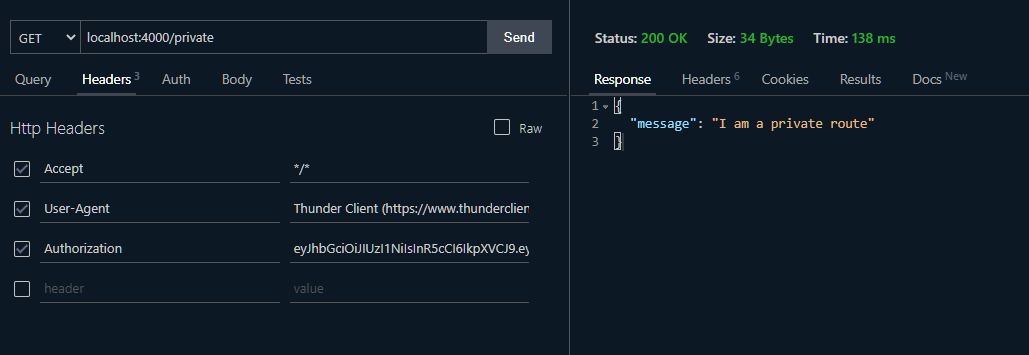 GET localhost:4000/private Send
Query Headers 3 Auth Body Tests
Http Headers Raw
Accept */*
User-Agent Thunder Client (https://www.thunderclien
Authorization eyJhbGciOiJIUzI1NiIsInR5cCI6IkpXVCJ9.ey
header value
Status: 200 OK Size: 34 Bytes Time: 138 ms
Response Headers 6 Cookies Results Docs New
1 {
2 "message": "I am a private route"
3 }